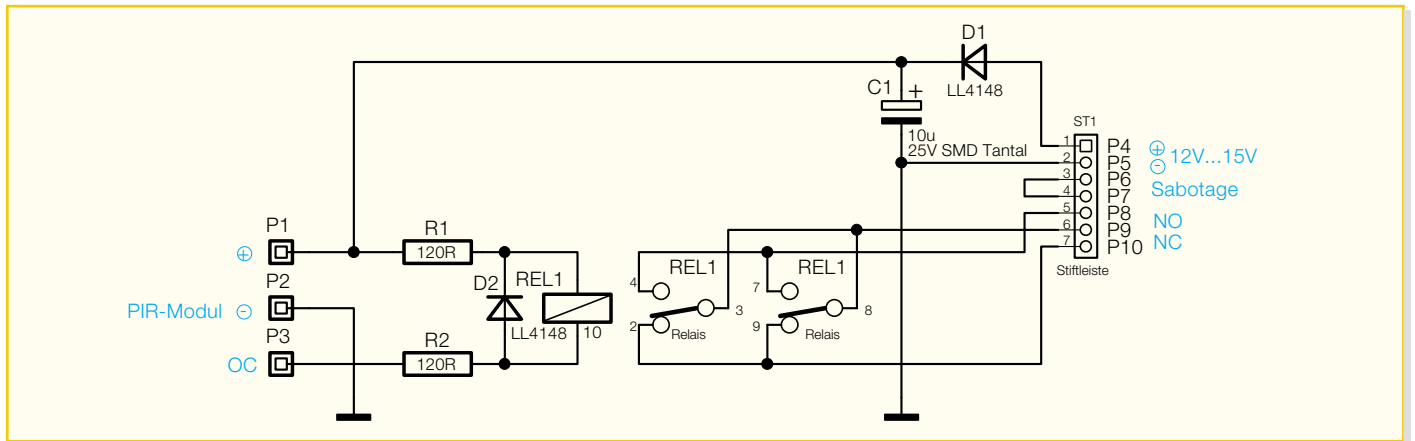 D1
LL4148
C1
+
10u
25V SMD Tantal
ST1
1 P4 ⊕ 12V...15V
2 P5 ⊖
3 P6
4 P7 Sabotage
5 P8 NO
6 P9
7 P10 NC
Stiftleiste
P1
⊕
R1
120R
P2
PIR-Modul ⊖
D2
LL4148
REL1
10
P3
OC
R2
120R
REL1
4
3
2
Relais
REL1
7
8
9
Relais